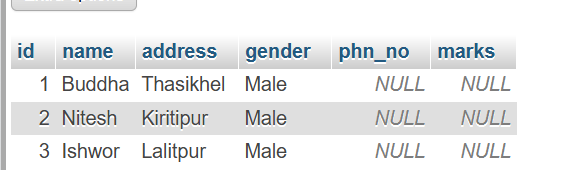 id name address gender phn_no marks
1 Buddha Thasikhel Male NULL NULL
2 Nitesh Kiritipur Male NULL NULL
3 Ishwor Lalitpur Male NULL NULL